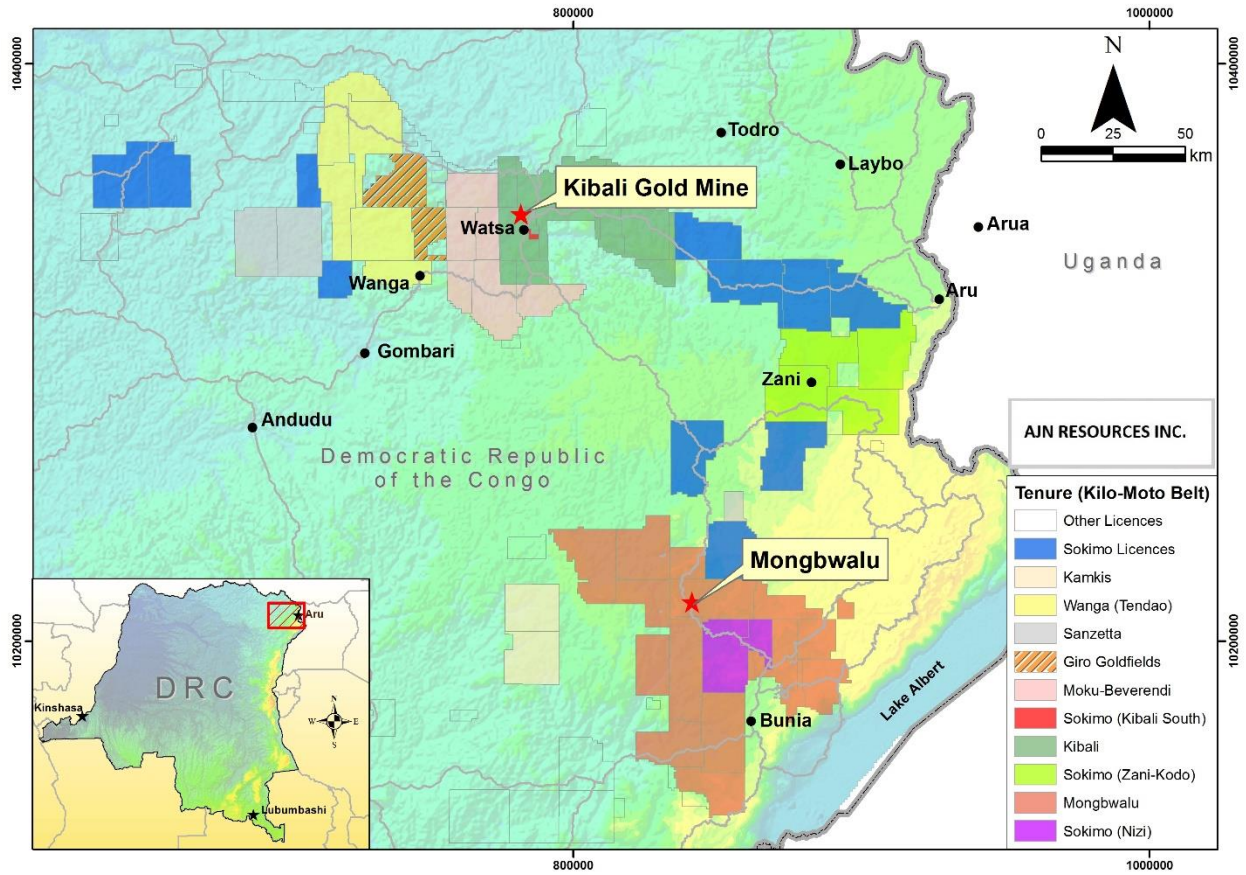 800000
1000000
10400000
10400000
N
0 25 50
km
Todro
Laybo
Kibali Gold Mine
Arua
Watsa
Uganda
Wanga
Aru
Gombari
Zani
Andudu
AJN RESOURCES INC.
Democratic Republic
of the Congo
Tenure (Kilo-Moto Belt)
Other Licences
Sokimo Licences
Kamkis
Wanga (Tendao)
Sanzetta
Giro Goldfields
Moku-Beverendi
Sokimo (Kibali South)
Kibali
Sokimo (Zani-Kodo)
Mongbwalu
Sokimo (Nizi)
Mongbwalu
10200000
10200000
Bunia
Lake Albert
Aru
DRC
Kinshasa
N
W E
S
Lubumbashi
800000
1000000